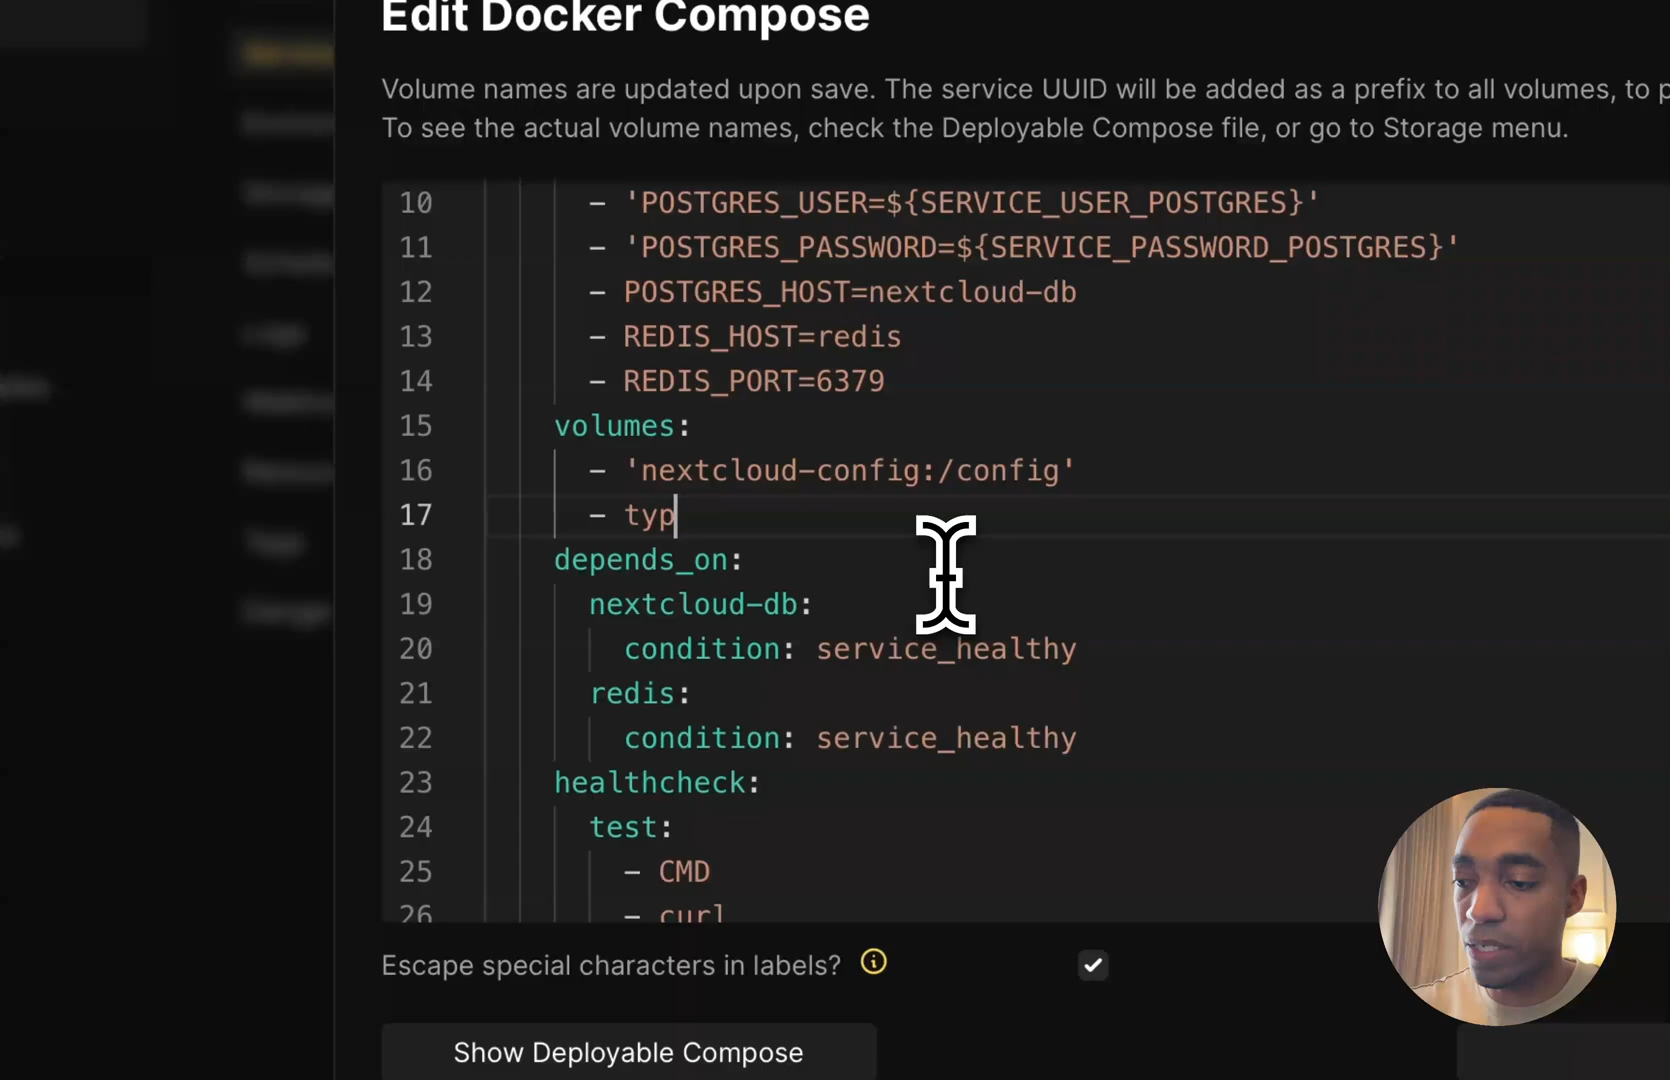 Edit Docker Compose
Volume names are updated upon save. The service UUID will be added as a prefix to all volumes, to p
To see the actual volume names, check the Deployable Compose file, or go to Storage menu.
10 - 'POSTGRES_USER=${SERVICE_USER_POSTGRES}'
11 - 'POSTGRES_PASSWORD=${SERVICE_PASSWORD_POSTGRES}'
12 - POSTGRES_HOST=nextcloud-db
13 - REDIS_HOST=redis
14 - REDIS_PORT=6379
15 volumes:
16 - 'nextcloud-config:/config'
17 - typ
18 depends_on:
19 nextcloud-db:
20 condition: service_healthy
21 redis:
22 condition: service_healthy
23 healthcheck:
24 test:
25 - CMD
26 - curl
Escape special characters in labels?
Show Deployable Compose